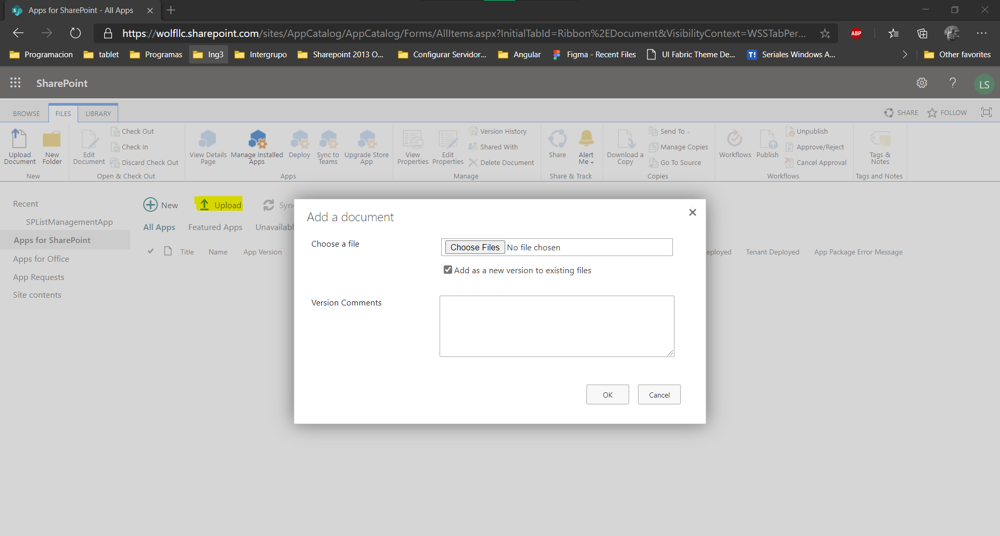 Apps for SharePoint - All Apps
https://wolfllc.sharepoint.com/sites/AppCatalog/AppCatalog/Forms/AllItems.aspx?InitialTabId=Ribbon%2EDocument&VisibilityContext=WSSTabPer...
ABP
Programacion tablet Programas Ing3 Intergrupo Sharepoint 2013 O... Configurar Servidor... Angular Figma - Recent Files UI Fabric Theme De... T! Seriales Windows A... Other favorites
SharePoint
? LS
BROWSE FILES LIBRARY SHARE FOLLOW
Upload Document
New Folder
New
Edit Document
Check Out
Check In
Discard Check Out
Open & Check Out
View Details Page
Manage Installed Apps
Deploy
Sync to Teams
Upgrade Store App
Apps
View Properties
Edit Properties
Version History
Shared With
Delete Document
Manage
Share
Alert Me
Share & Track
Download a Copy
Send To
Manage Copies
Go To Source
Copies
Workflows
Publish
Unpublish
Approve/Reject
Cancel Approval
Workflows
Tags & Notes
Tags and Notes
Recent
SPListManagementApp
Apps for SharePoint
Apps for Office
App Requests
Site contents
New Upload Sync
All Apps Featured Apps Unavailabl
Title Name App Version eployed Tenant Deployed App Package Error Message
Add a document
Choose a file
Choose Files No file chosen
Add as a new version to existing files
Version Comments
OK Cancel